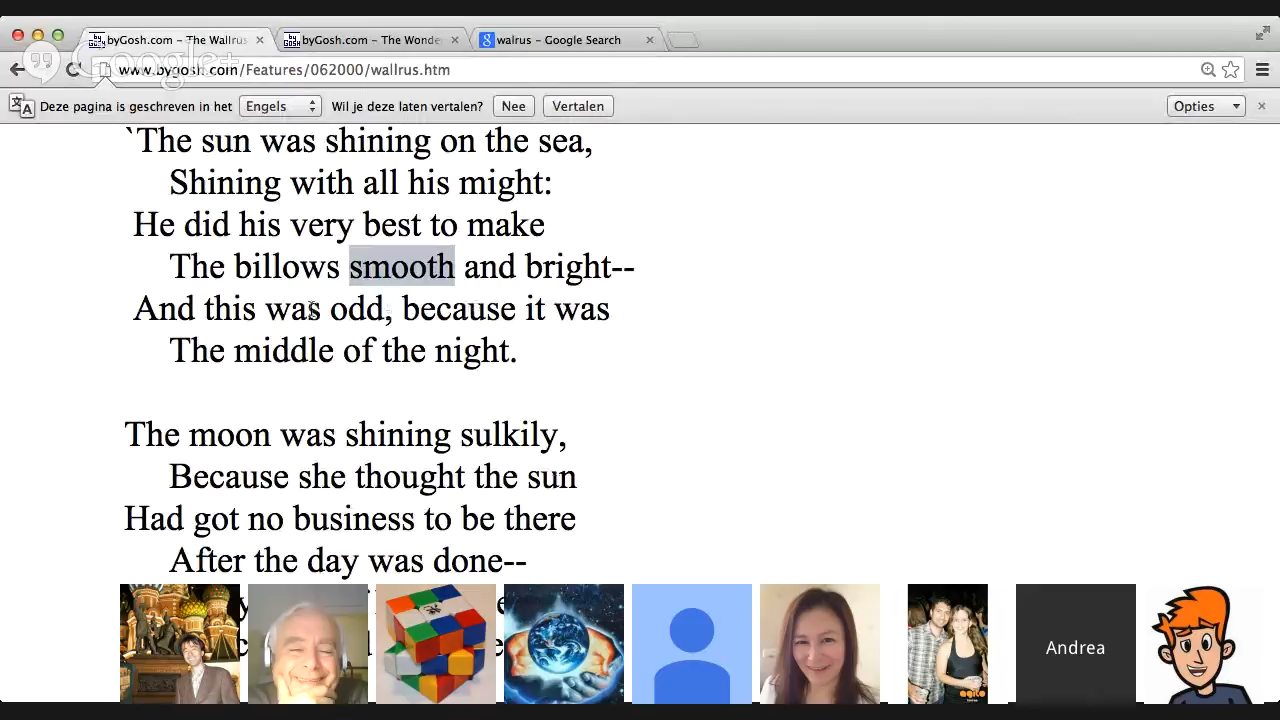 byGosh.com – The Wallrus
byGosh.com – The Wonde
walrus - Google Search
Google+
www.bygosh.com/Features/062000/wallrus.htm
Deze pagina is geschreven in het Engels Wil je deze laten vertalen? Nee Vertalen Opties
`The sun was shining on the sea,
Shining with all his might:
He did his very best to make
The billows smooth and bright--
And this was odd, because it was
The middle of the night.
The moon was shining sulkily,
Because she thought the sun
Had got no business to be there
After the day was done--
Andrea
agito